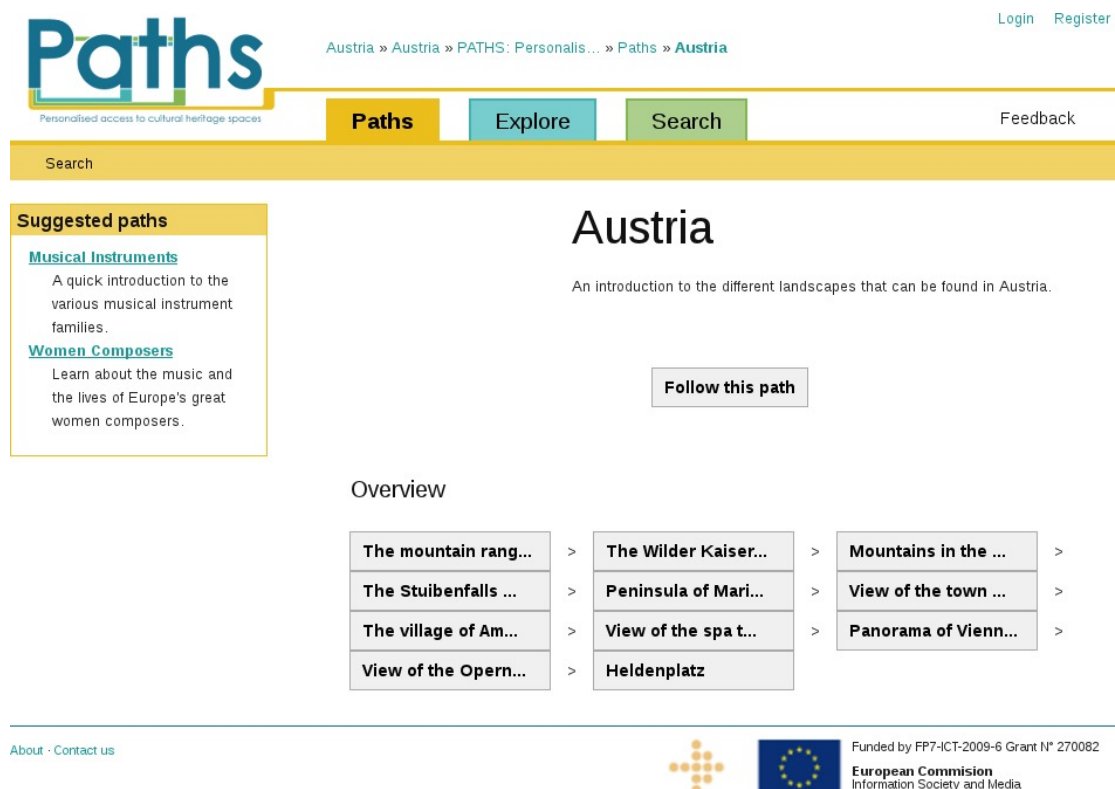 Login Register
Paths
Personalised access to cultural heritage spaces
Austria » Austria » PATHS: Personalis... » Paths » Austria
Paths Explore Search Feedback
Search
Suggested paths
Musical Instruments
A quick introduction to the
various musical instrument
families.
Women Composers
Learn about the music and
the lives of Europe's great
women composers.
Austria
An introduction to the different landscapes that can be found in Austria.
Follow this path
Overview
The mountain rang... > The Wilder Kaiser... > Mountains in the ... >
The Stuibenfalls ... > Peninsula of Mari... > View of the town ... >
The village of Am... > View of the spa t... > Panorama of Vienn... >
View of the Opern... > Heldenplatz
About · Contact us
Funded by FP7-ICT-2009-6 Grant N° 270082
European Commision
Information Society and Media